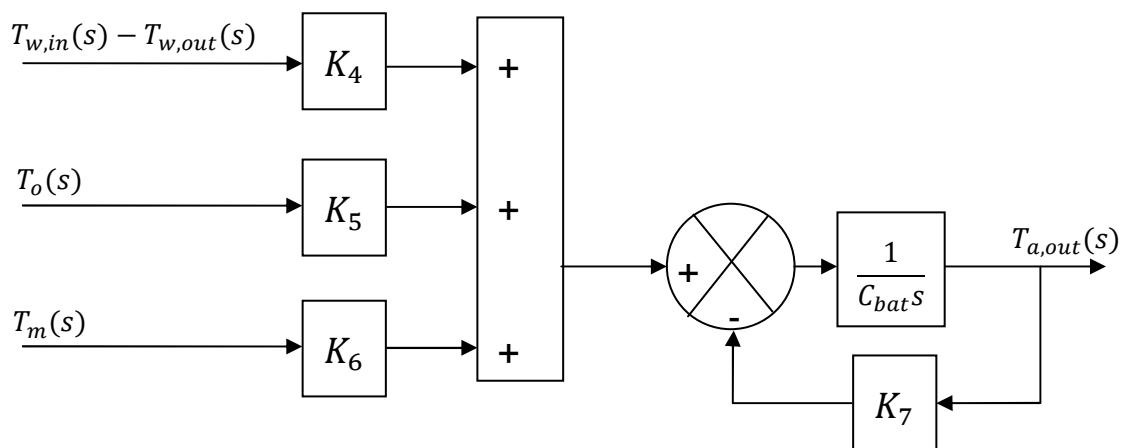 T_{w,in}(s) − T_{w,out}(s)
K_4
+
T_o(s)
K_5
+
T_m(s)
K_6
+
+
-
1
C_{bat}s
T_{a,out}(s)
K_7